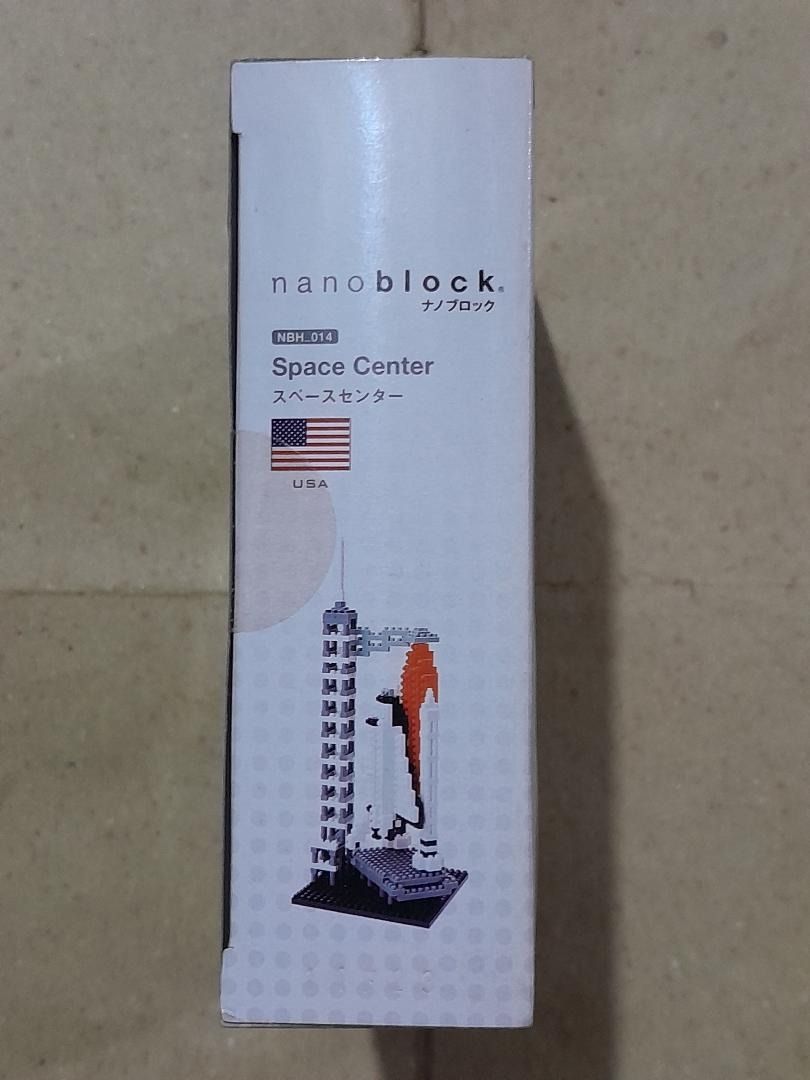 nanoblock®
ナノブロック
NBH_014
Space Center
スペースセンター
USA